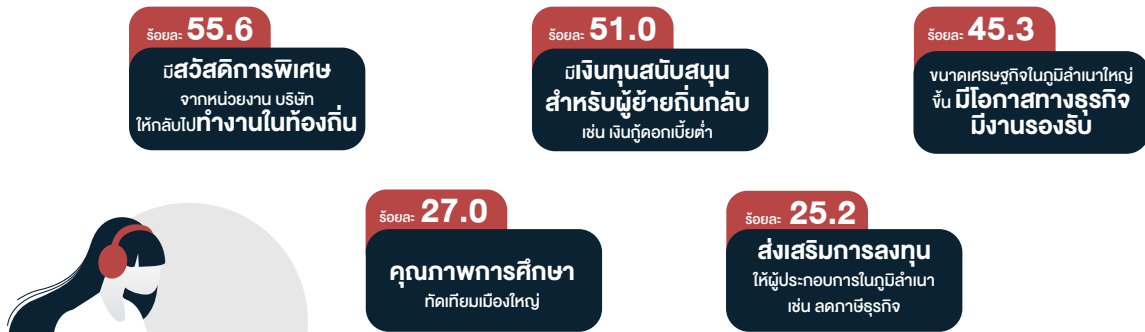 ร้อยละ 55.6
มีสวัสดิการพิเศษ
จากหน่วยงาน บริษัท
ให้กลับไปทำงานในท้องถิ่น
ร้อยละ 51.0
มีเงินทุนสนับสนุน
สำหรับผู้ย้ายถิ่นกลับ
เช่น เงินกู้ดอกเบี้ยต่ำ
ร้อยละ 45.3
ขนาดเศรษฐกิจในภูมิลำเนาใหญ่
ขึ้น มีโอกาสทางธุรกิจ
มีงานรองรับ
ร้อยละ 27.0
คุณภาพการศึกษา
ทัดเทียมเมืองใหญ่
ร้อยละ 25.2
ส่งเสริมการลงทุน
ให้ผู้ประกอบการในภูมิลำเนา
เช่น ลดภาษีธุรกิจ